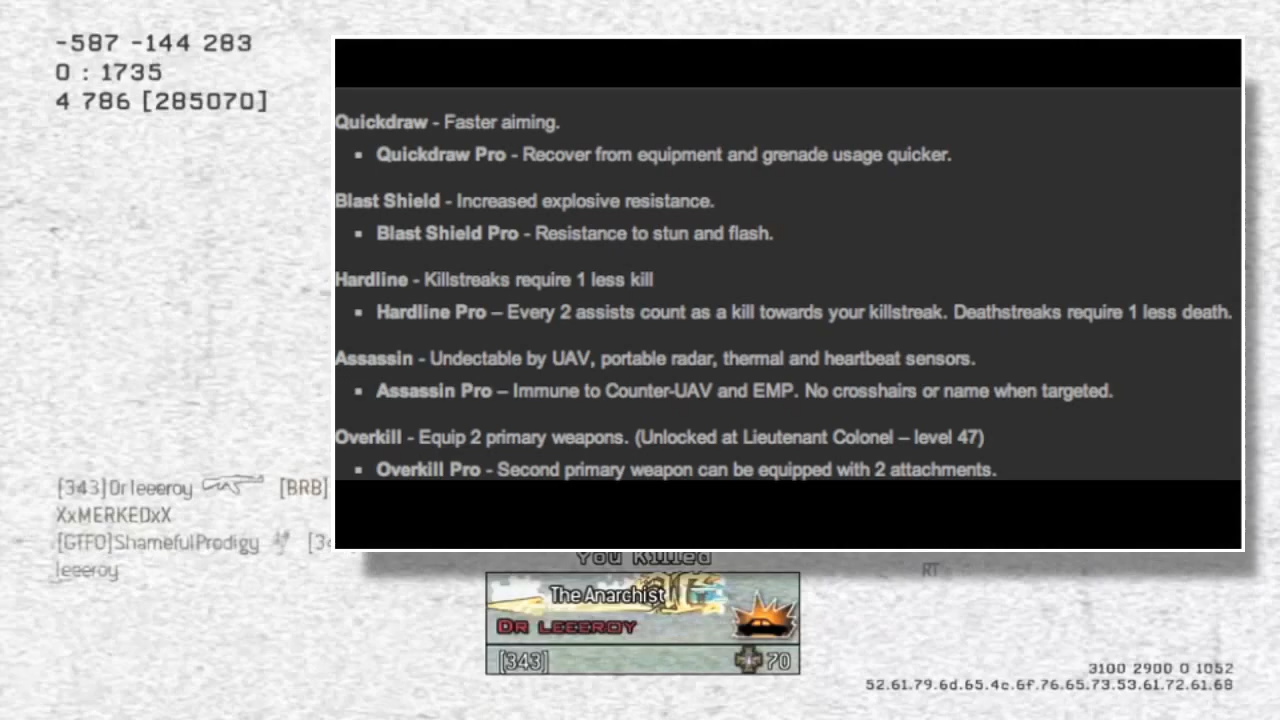 -587 -144 283
0 : 1735
4 786 [285070]
Quickdraw - Faster aiming.
▪ Quickdraw Pro - Recover from equipment and grenade usage quicker.
Blast Shield - Increased explosive resistance.
▪ Blast Shield Pro - Resistance to stun and flash.
Hardline - Killstreaks require 1 less kill
▪ Hardline Pro – Every 2 assists count as a kill towards your killstreak. Deathstreaks require 1 less death.
Assassin - Undectable by UAV, portable radar, thermal and heartbeat sensors.
▪ Assassin Pro – Immune to Counter-UAV and EMP. No crosshairs or name when targeted.
Overkill - Equip 2 primary weapons. (Unlocked at Lieutenant Colonel – level 47)
▪ Overkill Pro - Second primary weapon can be equipped with 2 attachments.
[343]Dr leeeroy [BRB]
XxMERKEDxX
[GTFO]ShamefulProdigy
leeeroy
You Killed
RT
The Anarchist
Dr leeeroy
[343] 70
3100 2900 0 1052
52.61.79.6d.65.4c.6f.76.65.73.53.61.72.61.68